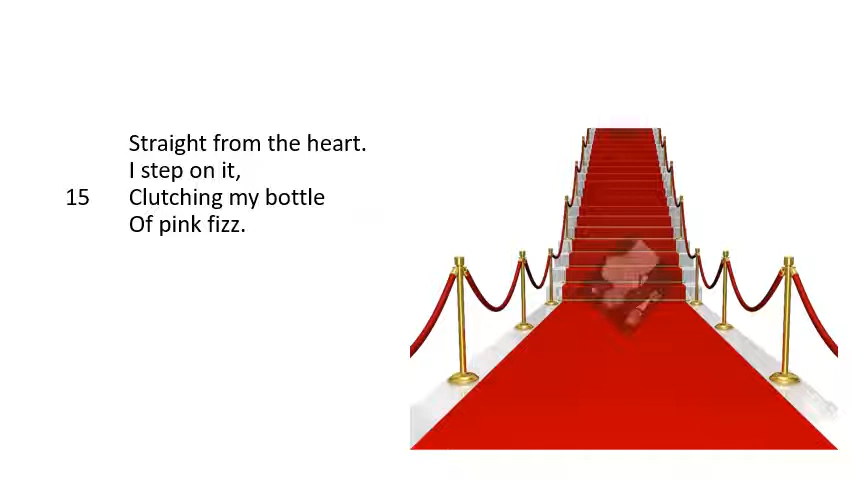 Straight from the heart.
I step on it,
15 Clutching my bottle
Of pink fizz.